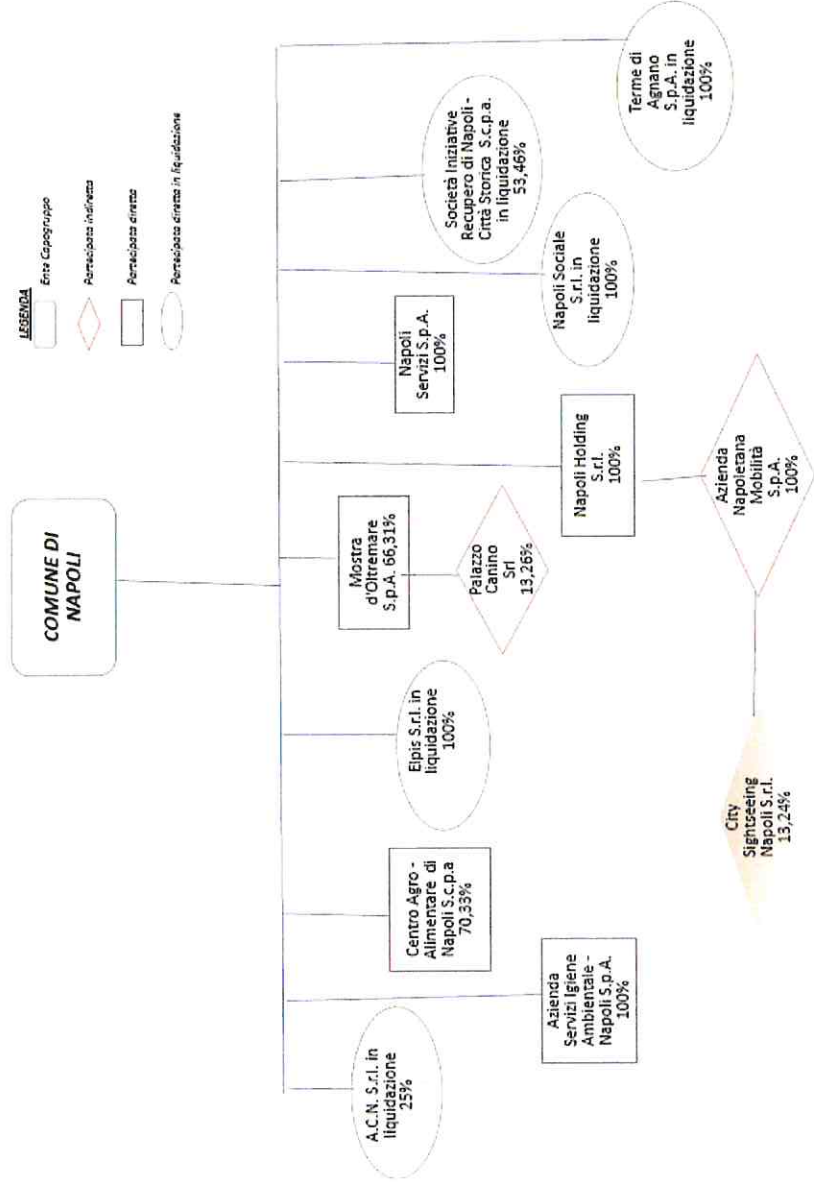 LEGENDA
Ente Capogruppo
Partecipata indiretta
Partecipata diretta
Partecipata diretta in liquidazione
COMUNE DI
NAPOLI
A.C.N. S.r.l. in
liquidazione
25%
Azienda
Servizi Igiene
Ambientale -
Napoli S.p.A.
100%
Centro Agro -
Alimentare di
Napoli S.c.p.a
70,33%
Elpis S.r.l. in
liquidazione
100%
Mostra
d'Oltremare
S.p.A. 66,31%
Palazzo
Canino
Srl
13,26%
Napoli Holding
S.r.l.
100%
Azienda
Napoletana
Mobilità
S.p.A.
100%
City
Sightseeing
Napoli S.r.l.
13,24%
Napoli
Servizi S.p.A.
100%
Napoli Sociale
S.r.l. in
liquidazione
100%
Società Iniziative
Recupero di Napoli -
Città Storica S.c.p.a.
in liquidazione
53,46%
Terme di
Agnano
S.p.A. in
liquidazione
100%